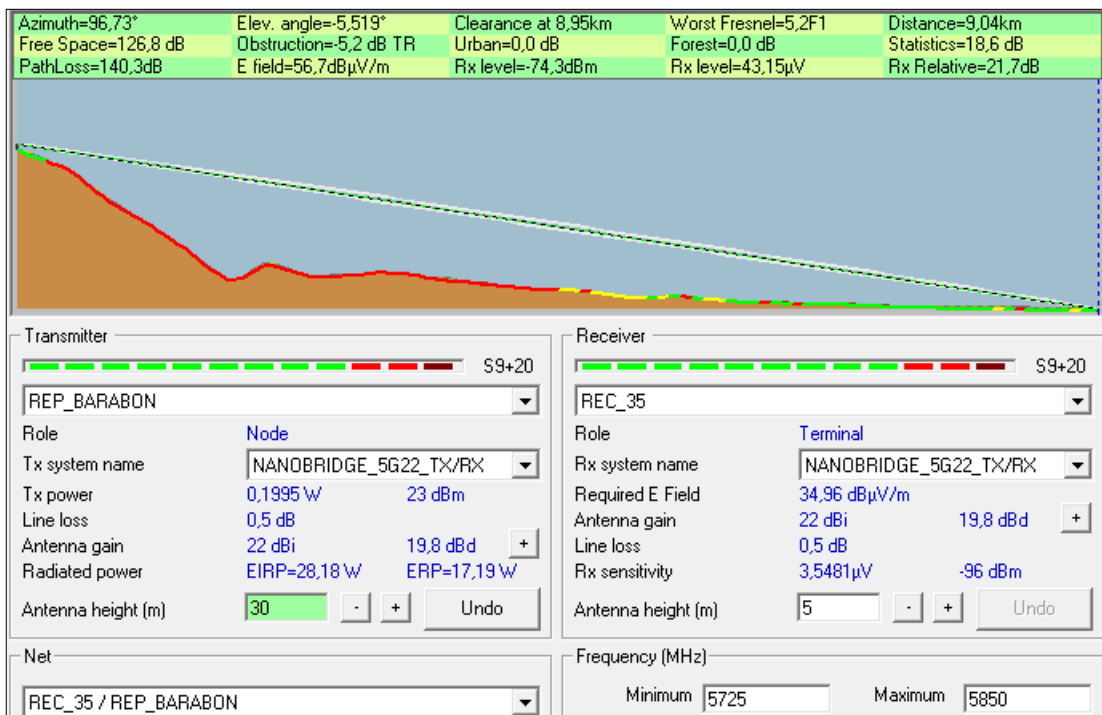 Azimuth=96,73° Elev. angle=-5,519° Clearance at 8,95km Worst Fresnel=5,2F1 Distance=9,04km
Free Space=126,8 dB Obstruction=-5,2 dB TR Urban=0,0 dB Forest=0,0 dB Statistics=18,6 dB
PathLoss=140,3dB E field=56,7dBµV/m Rx level=-74,3dBm Rx level=43,15µV Rx Relative=21,7dB
Transmitter
S9+20
REP_BARABON
Role Node
Tx system name NANOBRIDGE_5G22_TX/RX
Tx power 0,1995 W 23 dBm
Line loss 0,5 dB
Antenna gain 22 dBi 19,8 dBd +
Radiated power EIRP=28,18 W ERP=17,19 W
Antenna height (m) 30 - + Undo
Receiver
S9+20
REC_35
Role Terminal
Rx system name NANOBRIDGE_5G22_TX/RX
Required E Field 34,96 dBµV/m
Antenna gain 22 dBi 19,8 dBd +
Line loss 0,5 dB
Rx sensitivity 3,5481µV -96 dBm
Antenna height (m) 5 - + Undo
Net
REC_35 / REP_BARABON
Frequency (MHz)
Minimum 5725 Maximum 5850